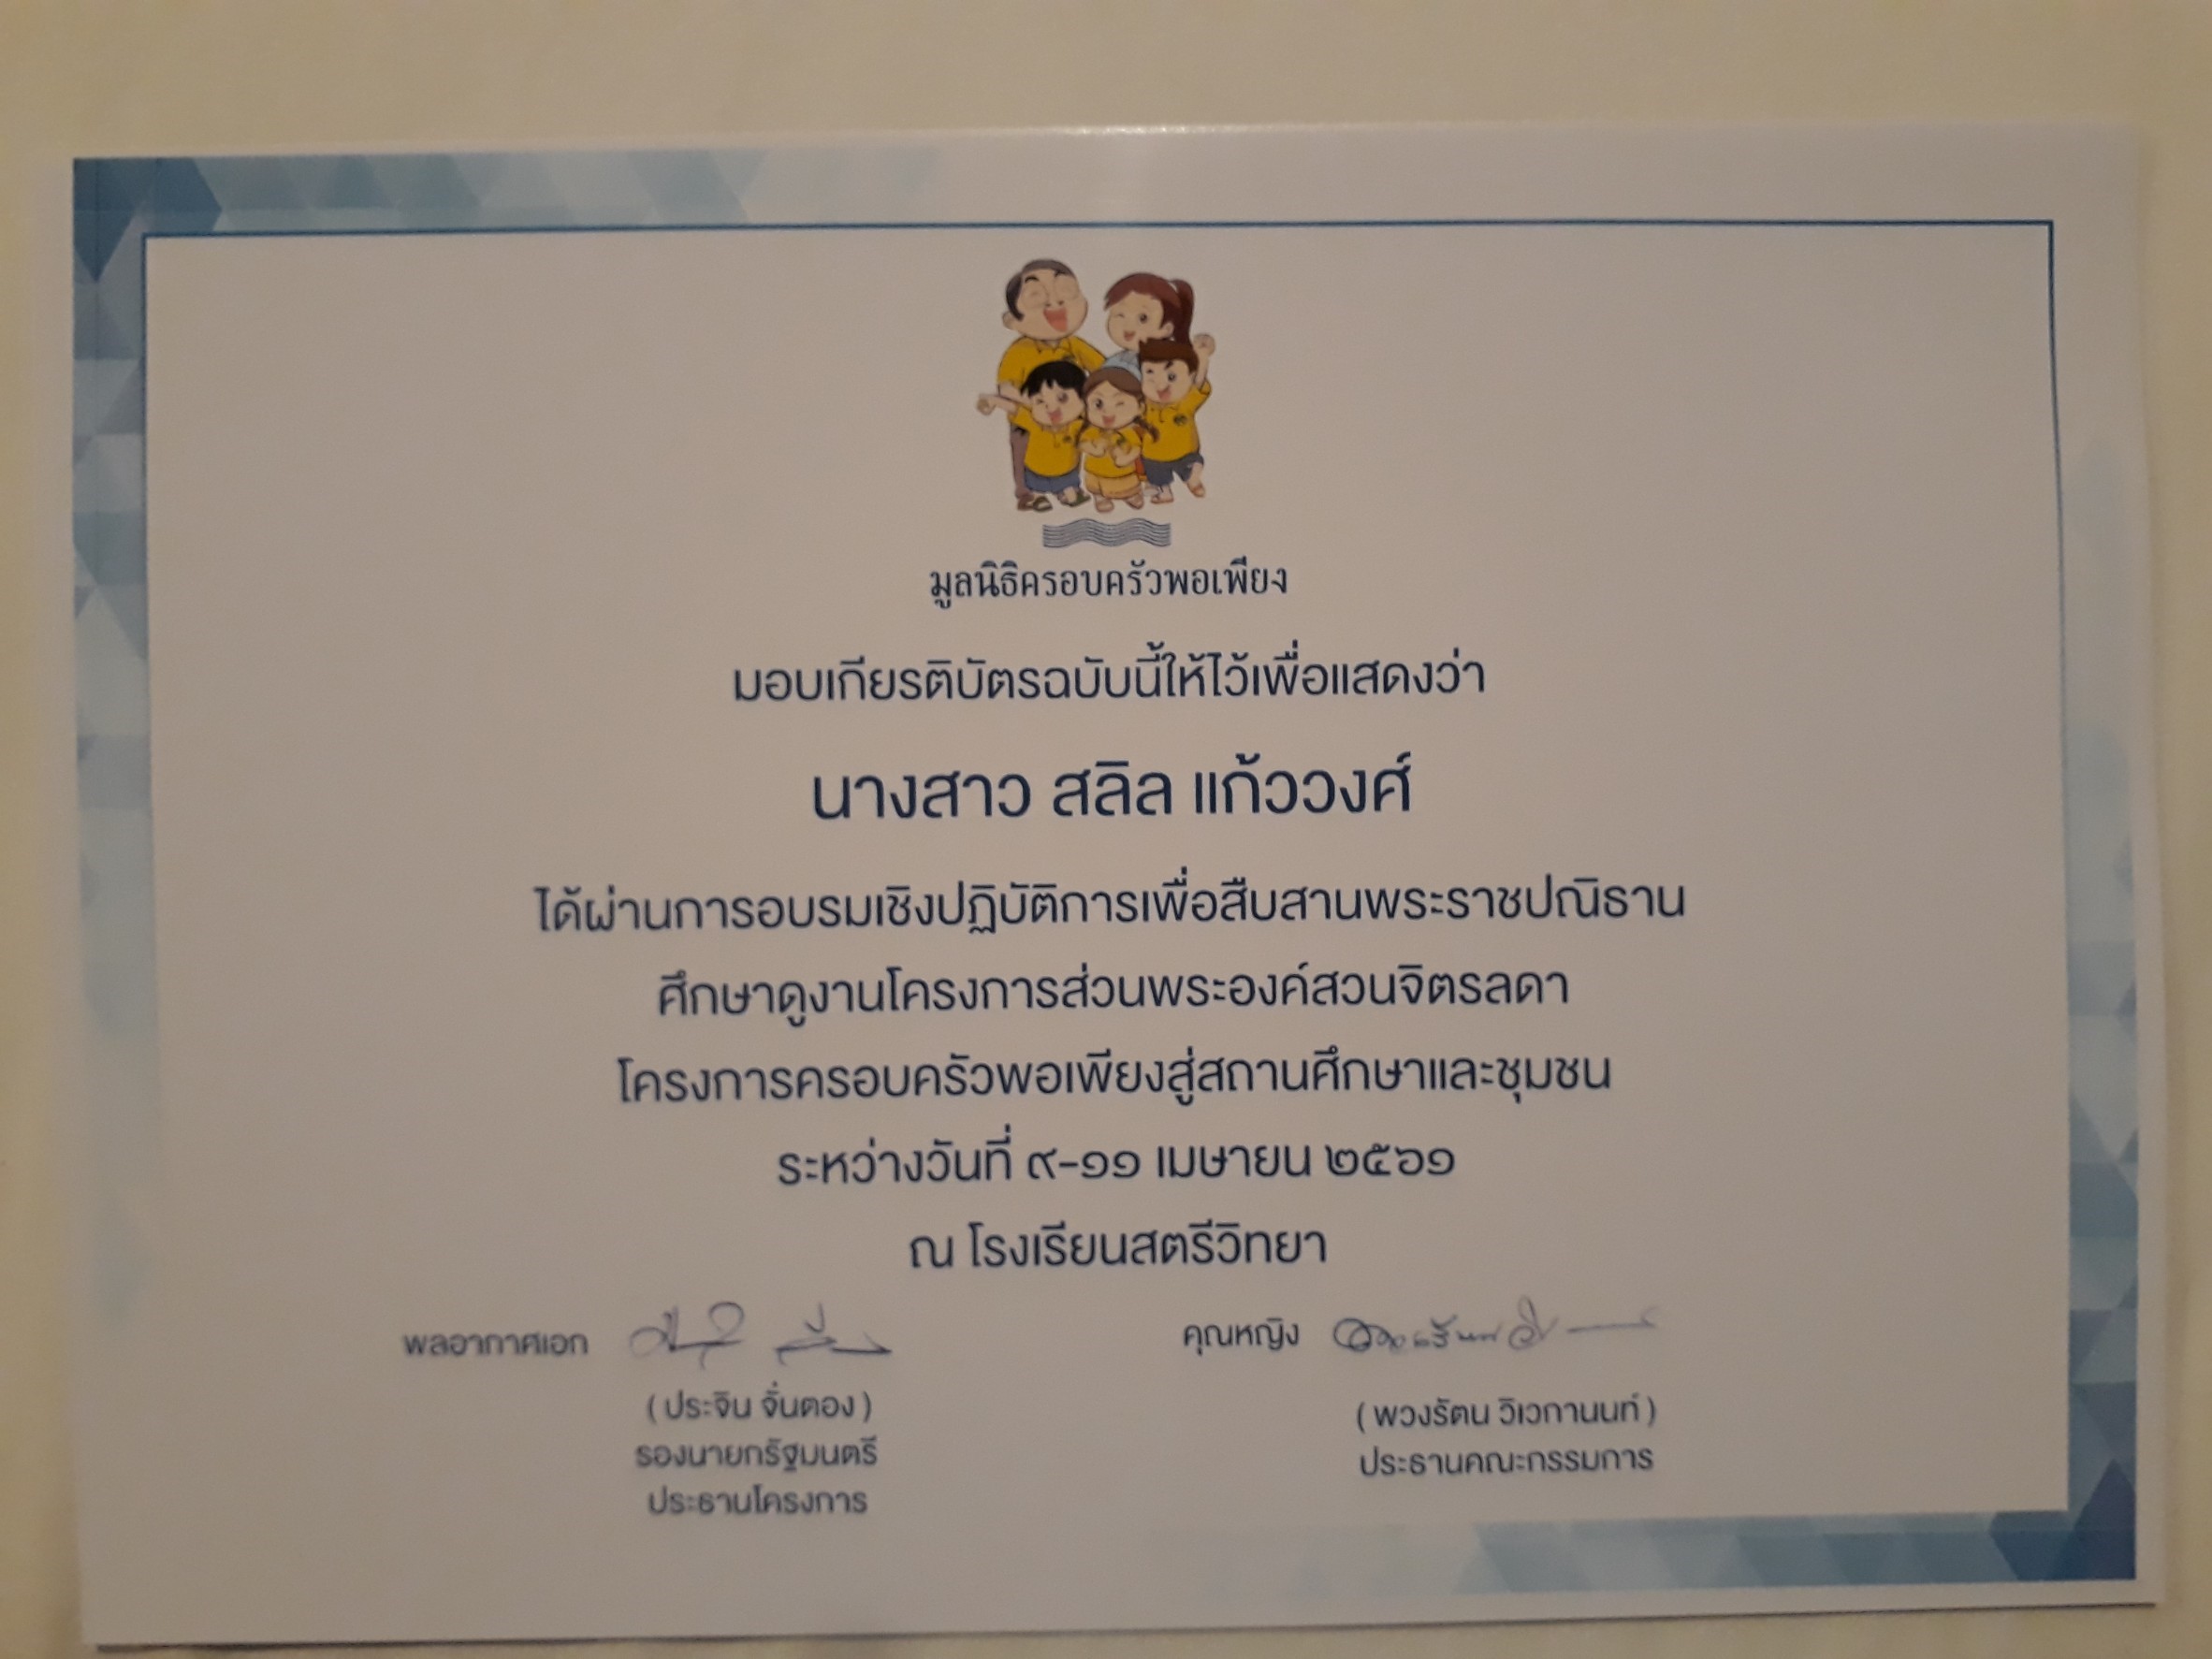 มูลนิธิครอบครัวพอเพียง
มอบเกียรติบัตรฉบับนี้ให้ไว้เพื่อแสดงว่า
นางสาว สลิล แก้ววงศ์
ได้ผ่านการอบรมเชิงปฏิบัติการเพื่อสืบสานพระราชปณิธาน
ศึกษาดูงานโครงการส่วนพระองค์สวนจิตรลดา
โครงการครอบครัวพอเพียงสู่สถานศึกษาและชุมชน
ระหว่างวันที่ ๙-๑๑ เมษายน ๒๕๖๑
ณ โรงเรียนสตรีวิทยา
พลอากาศเอก
(ประจิน จั่นตอง)
รองนายกรัฐมนตรี
ประธานโครงการ
คุณหญิง
(พวงรัตน วิเวกานนท์)
ประธานคณะกรรมการ